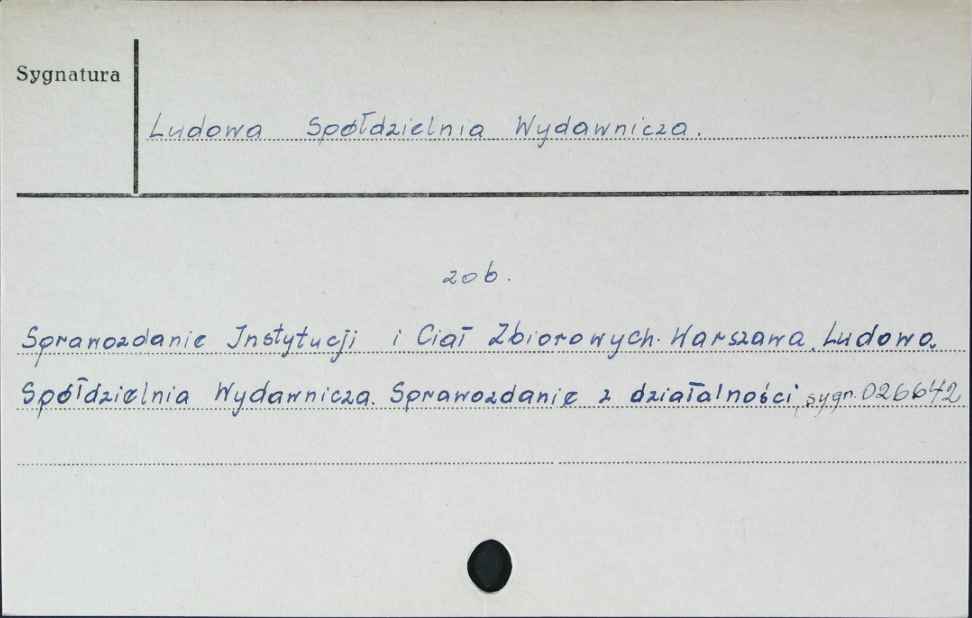 Sygnatura
Ludowa Spółdzielnia Wydawnicza.
zob.
Sprawozdanie Instytucji i Ciał Zbiorowych. Warszawa. Ludowa
Spółdzielnia Wydawnicza. Sprawozdanie z działalności, sygn. 026642